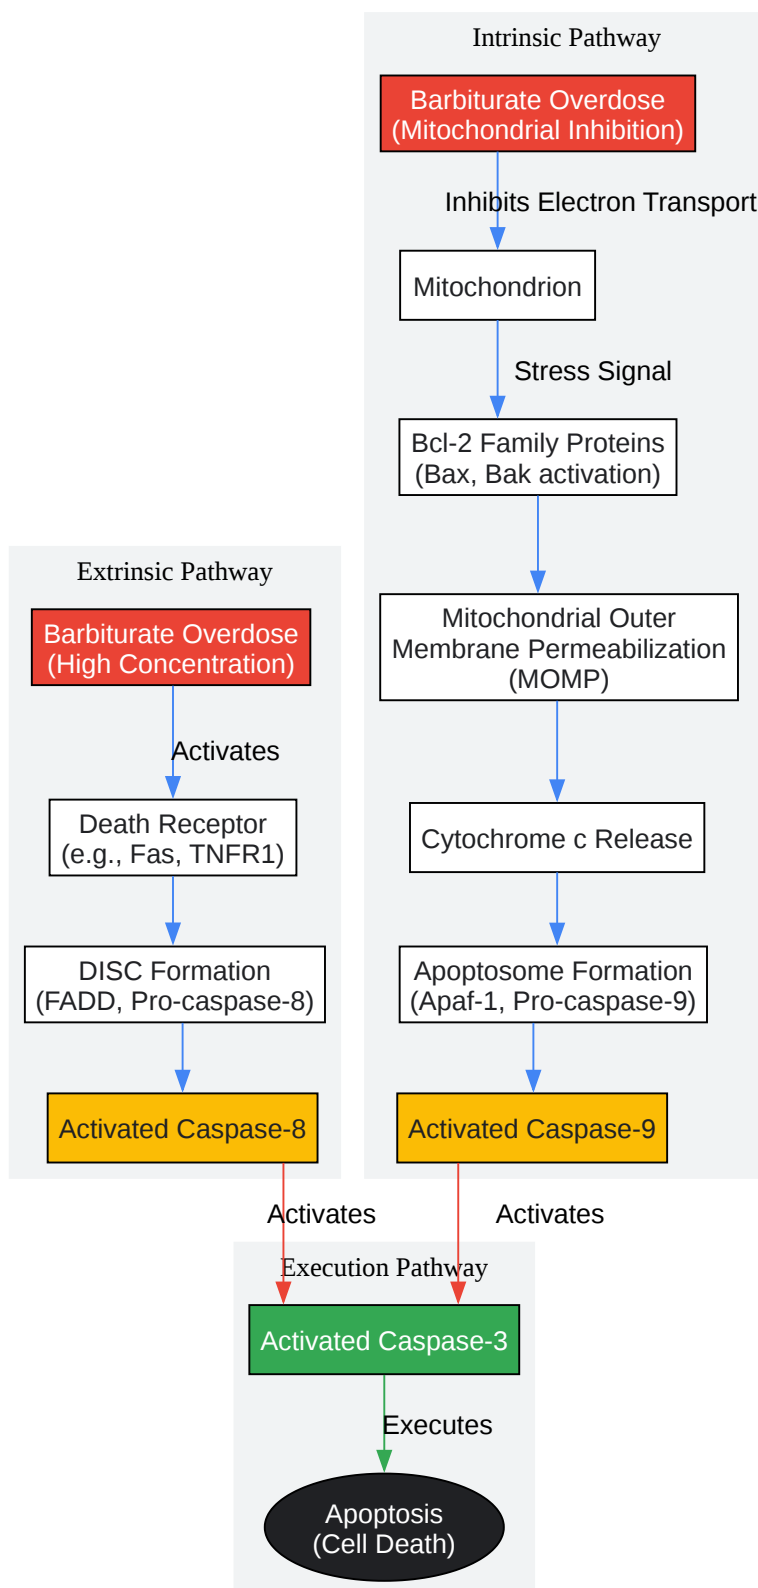 Intrinsic Pathway
Barbiturate Overdose
(Mitochondrial Inhibition)
Inhibits Electron Transport
Mitochondrion
Stress Signal
Bcl-2 Family Proteins
(Bax, Bak activation)
Mitochondrial Outer
Membrane Permeabilization
(MOMP)
Cytochrome c Release
Apoptosome Formation
(Apaf-1, Pro-caspase-9)
Activated Caspase-9
Activates
Extrinsic Pathway
Barbiturate Overdose
(High Concentration)
Activates
Death Receptor
(e.g., Fas, TNFR1)
DISC Formation
(FADD, Pro-caspase-8)
Activated Caspase-8
Activates
Execution Pathway
Activated Caspase-3
Executes
Apoptosis
(Cell Death)